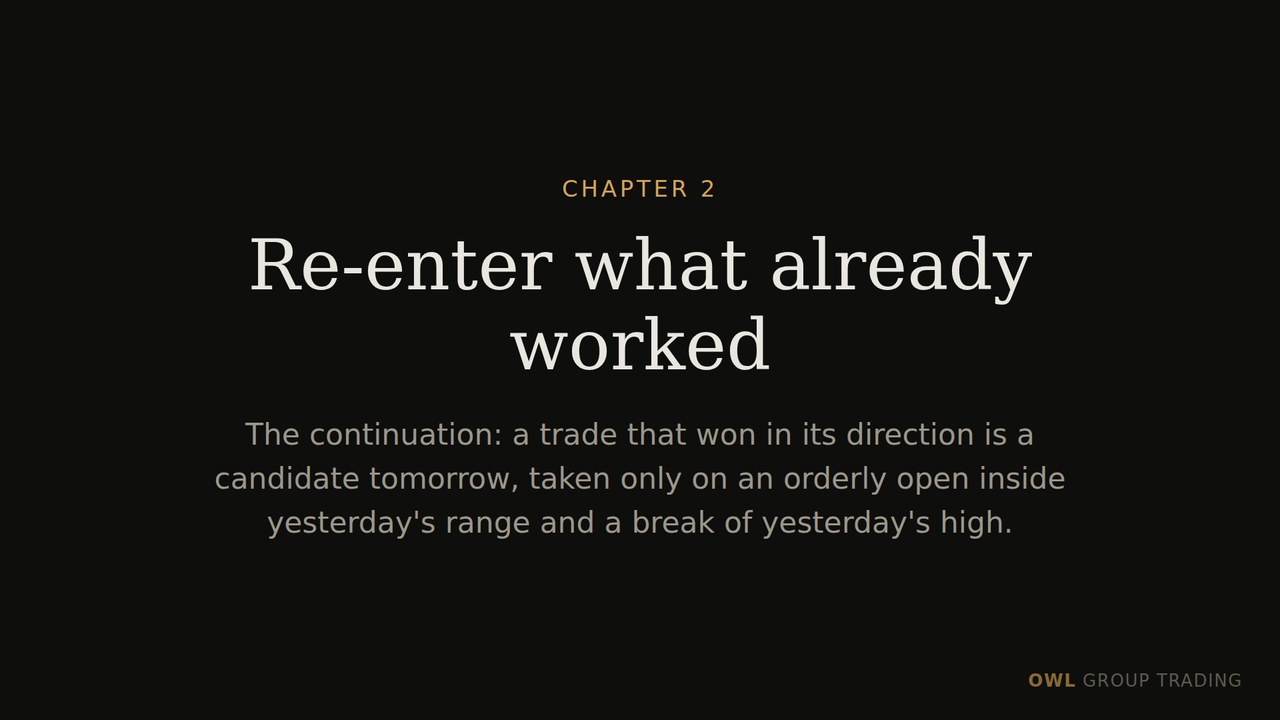 CHAPTER 2
Re-enter what already
worked
The continuation: a trade that won in its direction is a
candidate tomorrow, taken only on an orderly open inside
yesterday's range and a break of yesterday's high.
OWL GROUP TRADING